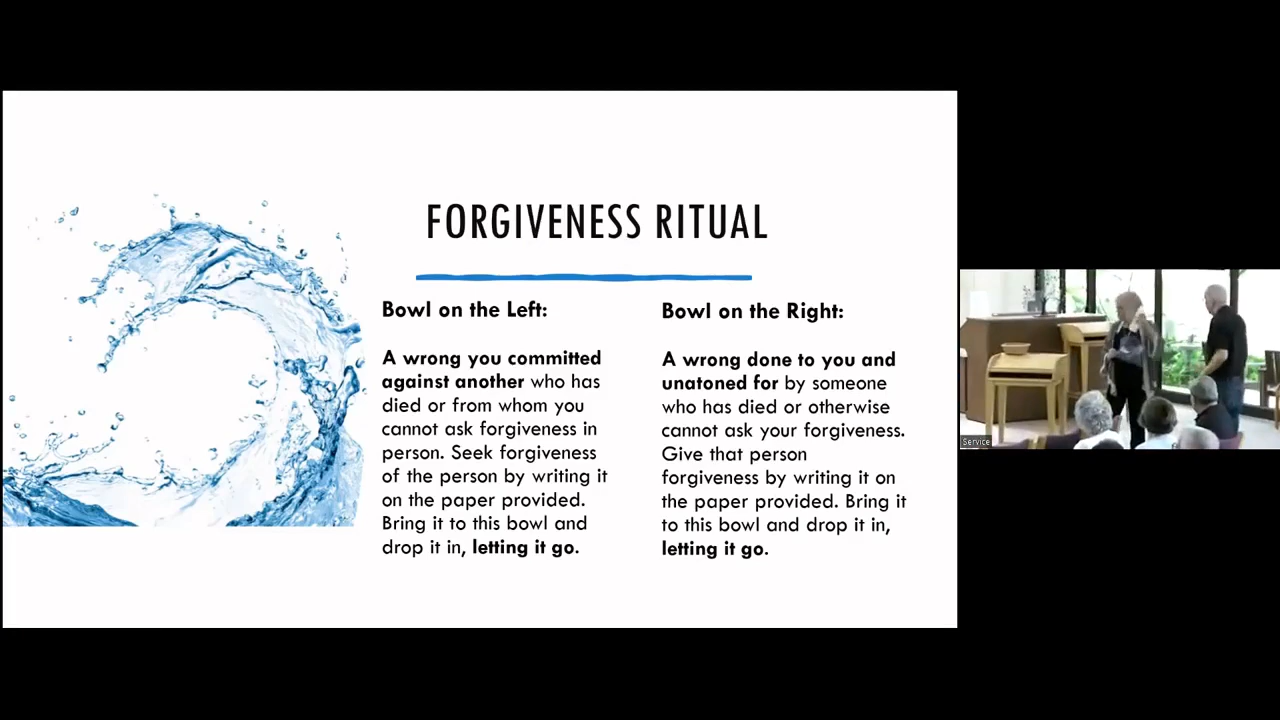 FORGIVENESS RITUAL
Bowl on the Left:
A wrong you committed
against another who has
died or from whom you
cannot ask forgiveness in
person. Seek forgiveness
of the person by writing it
on the paper provided.
Bring it to this bowl and
drop it in, letting it go.
Bowl on the Right:
A wrong done to you and
unatoned for by someone
who has died or otherwise
cannot ask your forgiveness.
Give that person
forgiveness by writing it on
the paper provided. Bring it
to this bowl and drop it in,
letting it go.
Service